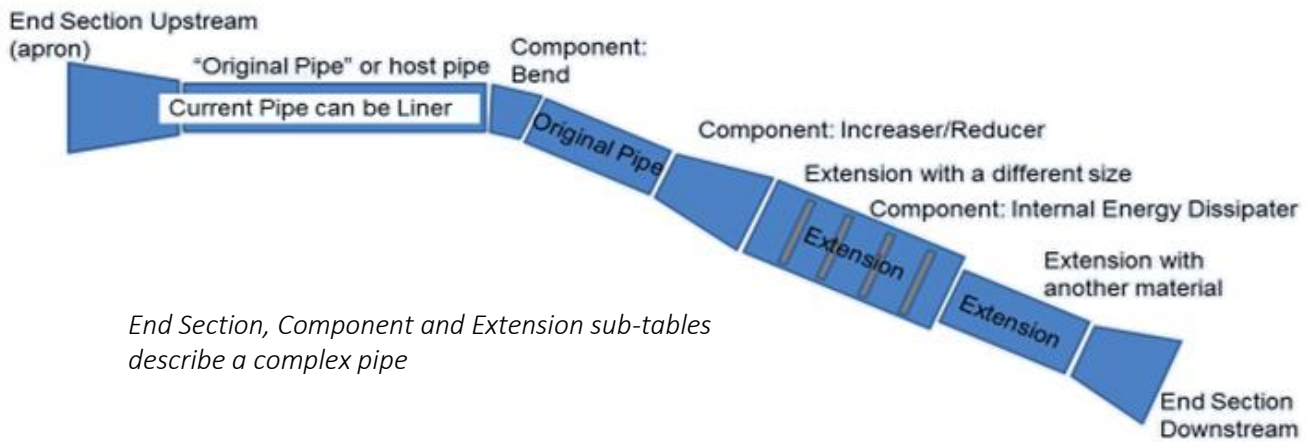 End Section Upstream
(apron)
“Original Pipe” or host pipe
Current Pipe can be Liner
Component:
Bend
Original Pipe
Component: Increaser/Reducer
Extension with a different size
Component: Internal Energy Dissipater
Extension
Extension with
another material
Extension
End Section, Component and Extension sub-tables
describe a complex pipe
End Section
Downstream